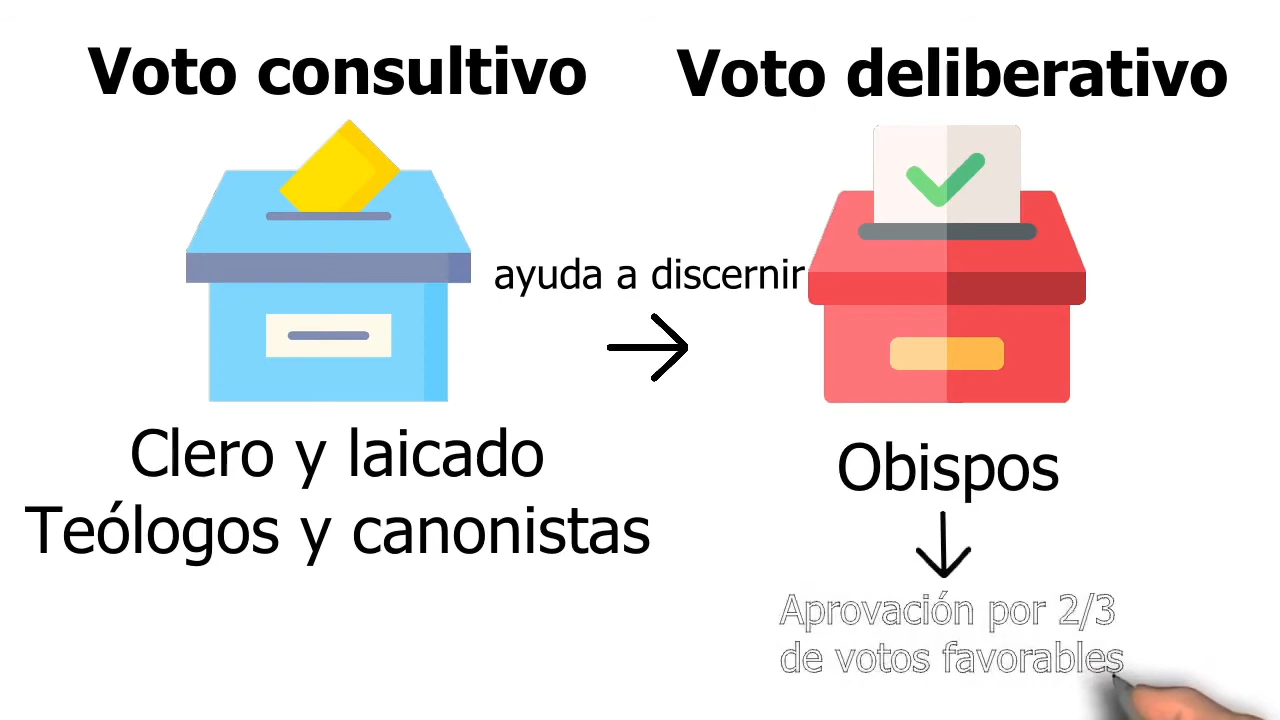 Voto consultivo
Voto deliberativo
ayuda a discernir
Clero y laicado
Teólogos y canonistas
Obispos
Aprovación por 2/3
de votos favorables